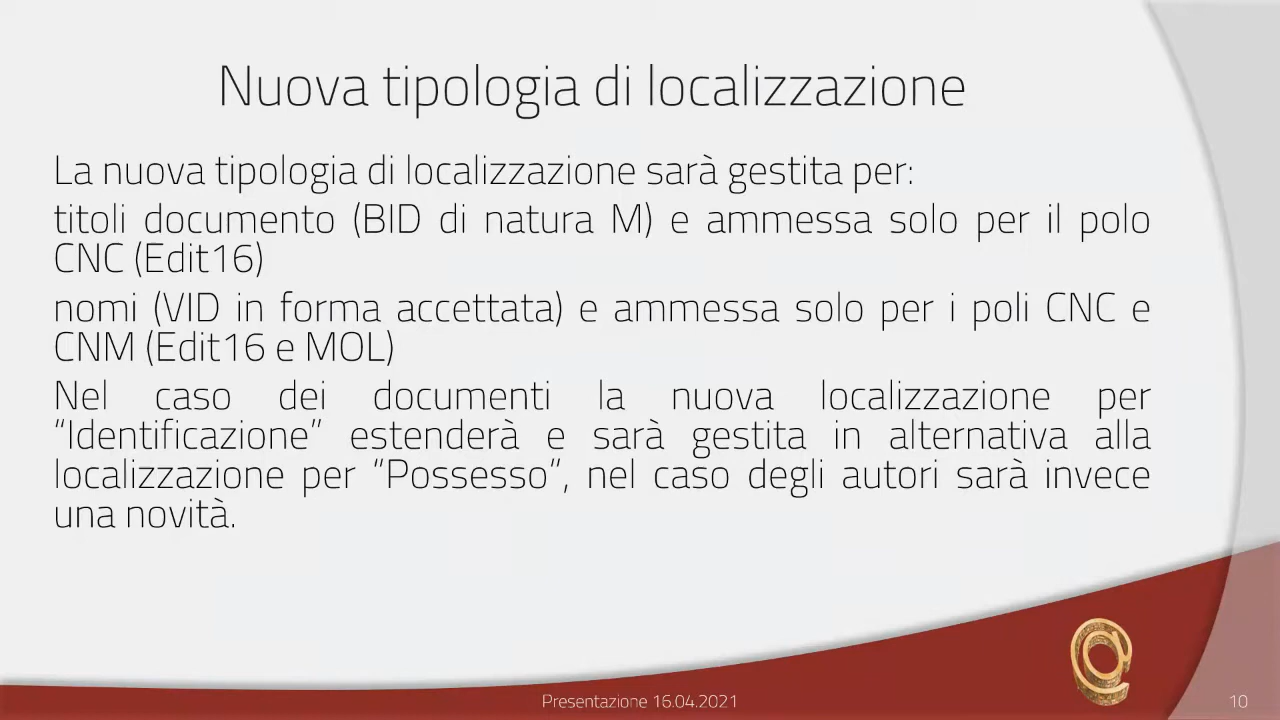 Nuova tipologia di localizzazione
La nuova tipologia di localizzazione sarà gestita per:
titoli documento (BID di natura M) e ammessa solo per il polo
CNC (Edit16)
nomi (VID in forma accettata) e ammessa solo per i poli CNC e
CNM (Edit16 e MOL)
Nel caso dei documenti la nuova localizzazione per
“Identificazione” estenderà e sarà gestita in alternativa alla
localizzazione per “Possesso”, nel caso degli autori sarà invece
una novità.
Presentazione 16.04.2021
10